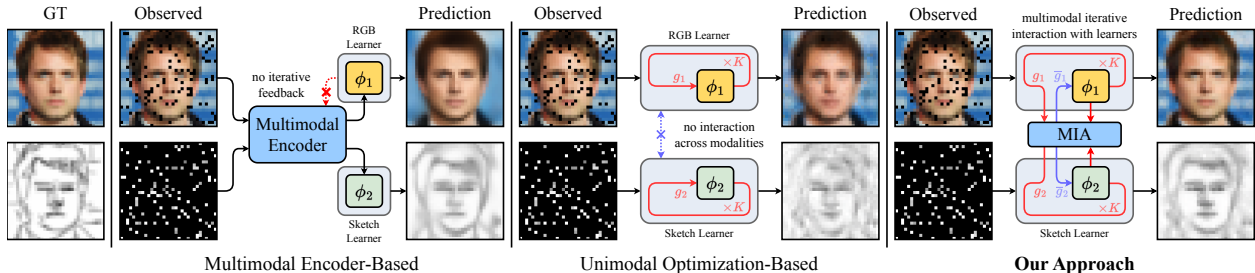 GT
Observed
no iterative
feedback
Multimodal
Encoder
RGB
Learner
ϕ₁
ϕ₂
Sketch
Learner
Prediction
Multimodal Encoder-Based
Observed
RGB Learner
×K
g₁
ϕ₁
no interaction
across modalities
ϕ₂
g₂
×K
Sketch Learner
Prediction
Unimodal Optimization-Based
Observed
multimodal iterative
interaction with learners
×K
g₁
g̅₁
ϕ₁
MIA
g₂
g̅₂
ϕ₂
×K
Sketch Learner
Prediction
Our Approach